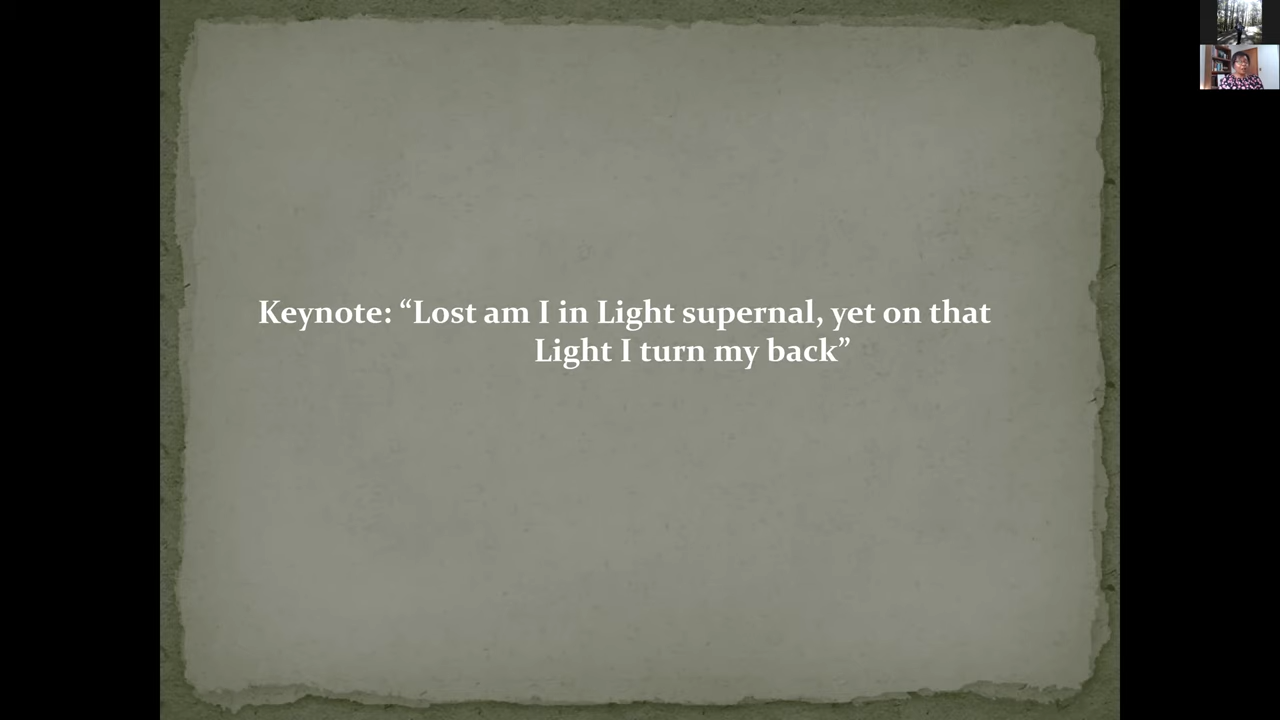 Keynote: “Lost am I in Light supernal, yet on that
Light I turn my back”